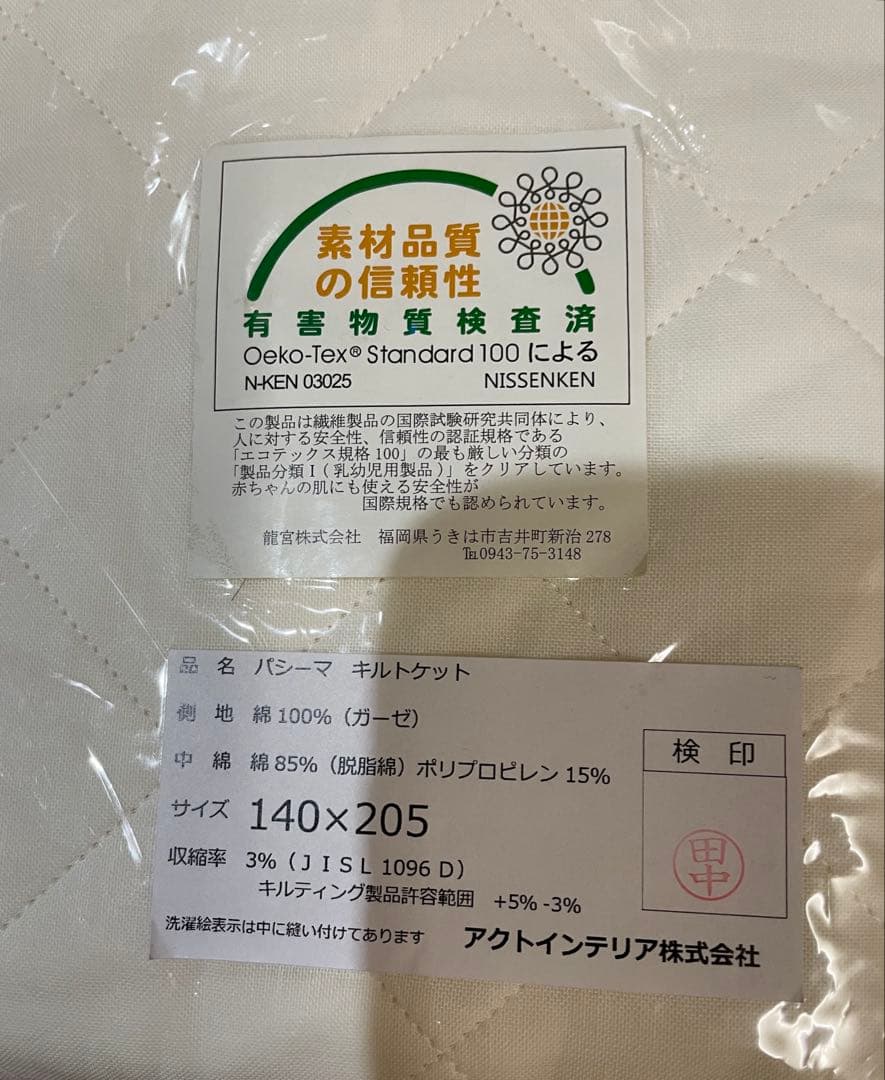 素材品質
の信頼性
有害物質検査済
Oeko-Tex® Standard 100 による
N-KEN 03025 NISSENKEN
この製品は繊維製品の国際試験研究共同体により、
人に対する安全性、信頼性の認証規格である
「エコテックス規格100」の最も厳しい分類の
「製品分類Ⅰ(乳幼児用製品)」をクリアしています。
赤ちゃんの肌にも使える安全性が
国際規格でも認められています。
龍宮株式会社 福岡県うきは市吉井町新治 278
℡0943-75-3148
品 名 パシーマ キルトケット
側 地 綿 100%(ガーゼ)
中 綿 綿 85%(脱脂綿)ポリプロピレン 15%
サイズ 140×205
収縮率 3%(JISL 1096 D)
キルティング製品許容範囲 +5% -3%
洗濯絵表示は中に縫い付けてあります アクトインテリア株式会社
検 印
田中